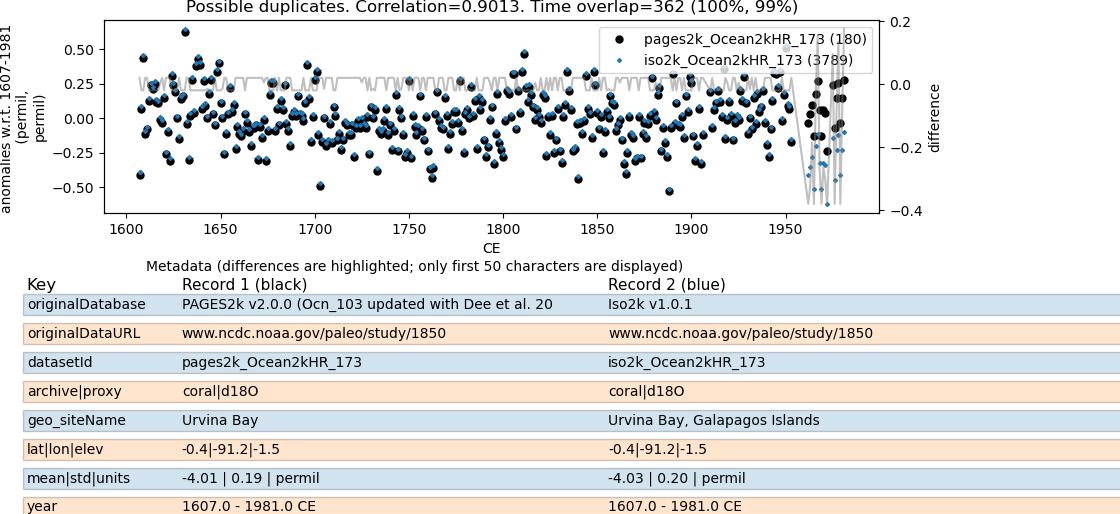 Possible duplicates. Correlation=0.9013. Time overlap=362 (100%, 99%)
anomalies w.r.t. 1607-1981
(permil,
permil)
0.50
0.25
0.00
−0.25
−0.50
pages2k_Ocean2kHR_173 (180)
iso2k_Ocean2kHR_173 (3789)
0.2
0.0
−0.2
−0.4
difference
1600 1650 1700 1750 1800 1850 1900 1950
CE
Metadata (differences are highlighted; only first 50 characters are displayed)
Key Record 1 (black) Record 2 (blue)
originalDatabase PAGES2k v2.0.0 (Ocn_103 updated with Dee et al. 20 Iso2k v1.0.1
originalDataURL www.ncdc.noaa.gov/paleo/study/1850 www.ncdc.noaa.gov/paleo/study/1850
datasetId pages2k_Ocean2kHR_173 iso2k_Ocean2kHR_173
archive|proxy coral|d18O coral|d18O
geo_siteName Urvina Bay Urvina Bay, Galapagos Islands
lat|lon|elev -0.4|-91.2|-1.5 -0.4|-91.2|-1.5
mean|std|units -4.01 | 0.19 | permil -4.03 | 0.20 | permil
year 1607.0 - 1981.0 CE 1607.0 - 1981.0 CE